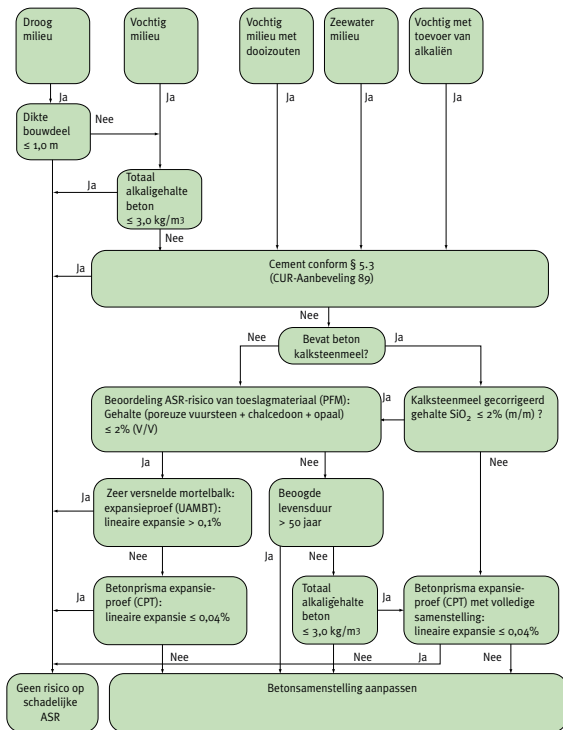 Droog
milieu
Vochtig
milieu
Vochtig
milieu met
dooizouten
Zeewater
milieu
Vochtig met
toevoer van
alkaliën
Ja
Ja
Ja
Ja
Ja
Dikte
bouwdeel
≤ 1,0 m
Nee
Ja
Totaal
alkaligehalte
beton
≤ 3,0 kg/m3
Nee
Ja
Cement conform § 5.3
(CUR-Aanbeveling 89)
Nee
Nee
Bevat beton
kalksteenmeel?
Ja
Beoordeling ASR-risico van toeslagmateriaal (PFM):
Gehalte (poreuze vuursteen + chalcedoon + opaal)
≤ 2% (V/V)
Ja
Kalksteenmeel gecorrigeerd
gehalte SiO2 ≤ 2% (m/m) ?
Ja
Nee
Nee
Ja
Zeer versnelde mortelbalk:
expansieproef (UAMBT):
lineaire expansie > 0,1%
Beoogde
levensduur
> 50 jaar
Nee
Ja
Nee
Ja
Betonprisma expansie-
proef (CPT):
lineaire expansie ≤ 0,04%
Totaal
alkaligehalte
beton
≤ 3,0 kg/m3
Ja
Betonprisma expansie-
proef (CPT) met volledige
samenstelling:
lineaire expansie ≤ 0,04%
Nee
Nee
Ja
Nee
Geen risico op
schadelijke
ASR
Betonsamenstelling aanpassen